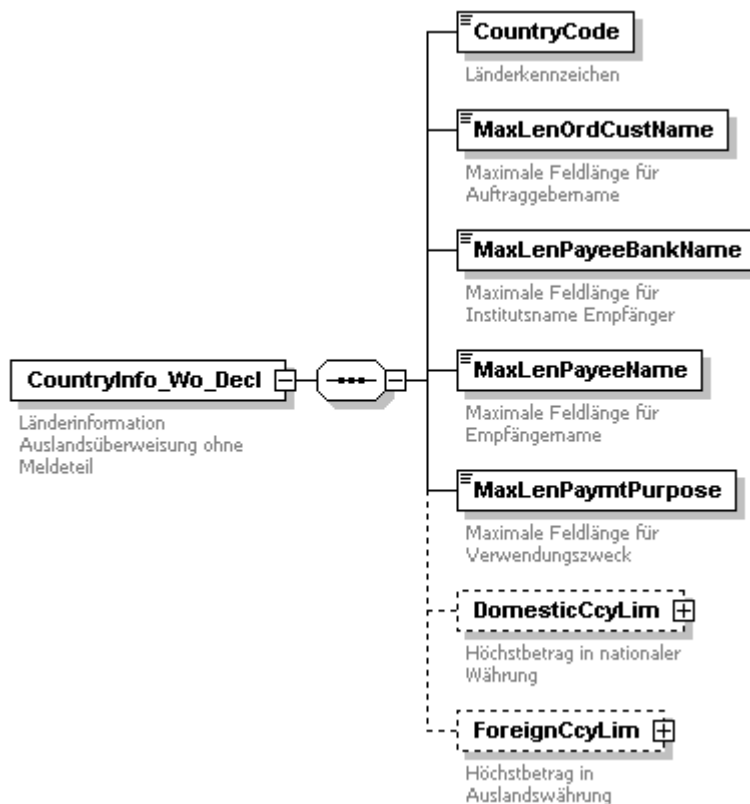 CountryCode
Länderkennzeichen
MaxLenOrdCustName
Maximale Feldlänge für
Auftraggebername
MaxLenPayeeBankName
Maximale Feldlänge für
Institutsname Empfänger
CountryInfo_Wo_Decl
Länderinformation
Auslandsüberweisung ohne
Meldeteil
MaxLenPayeeName
Maximale Feldlänge für
Empfängername
MaxLenPaymtPurpose
Maximale Feldlänge für
Verwendungszweck
DomesticCcyLim
Höchstbetrag in nationaler
Währung
ForeignCcyLim
Höchstbetrag in
Auslandswährung